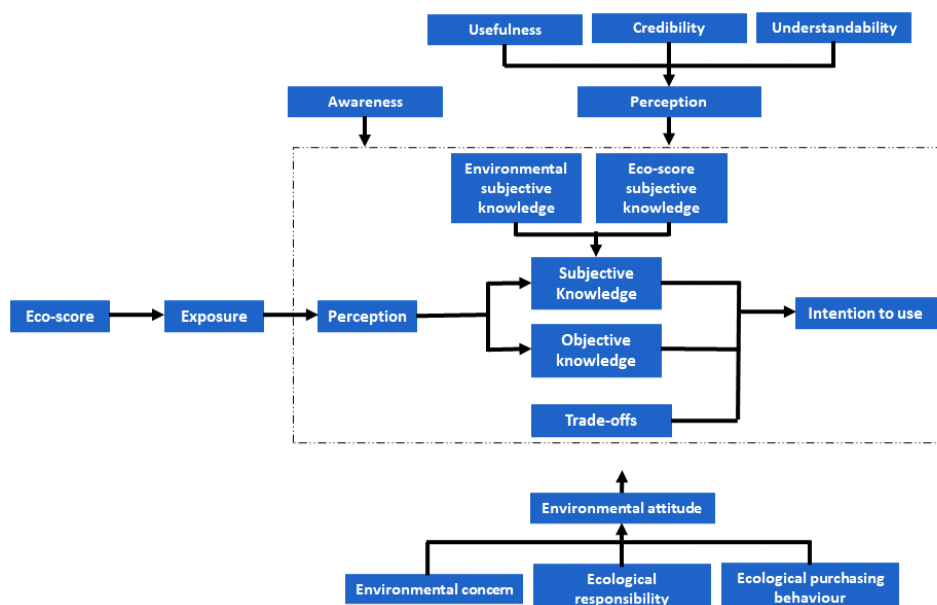 Usefulness
Credibility
Understandability
Awareness
Perception
Environmental
subjective
knowledge
Eco-score
subjective
knowledge
Subjective
Knowledge
Eco-score
Exposure
Perception
Intention to use
Objective
knowledge
Trade-offs
Environmental attitude
Environmental concern
Ecological
responsibility
Ecological purchasing
behaviour